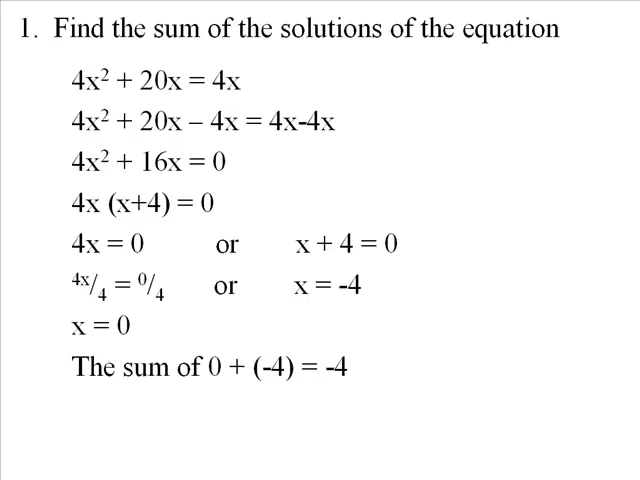 1. Find the sum of the solutions of the equation
4x² + 20x = 4x
4x² + 20x – 4x = 4x-4x
4x² + 16x = 0
4x (x+4) = 0
4x = 0 or x + 4 = 0
⁴ˣ/₄ = ⁰/₄ or x = -4
x = 0
The sum of 0 + (-4) = -4